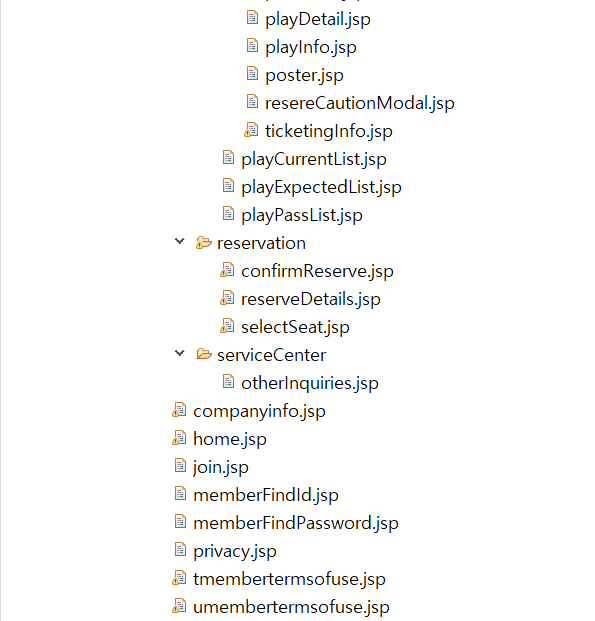 playDetail.jsp
playInfo.jsp
poster.jsp
resereCautionModal.jsp
ticketingInfo.jsp
playCurrentList.jsp
playExpectedList.jsp
playPassList.jsp
reservation
confirmReserve.jsp
reserveDetails.jsp
selectSeat.jsp
serviceCenter
otherInquiries.jsp
companyinfo.jsp
home.jsp
join.jsp
memberFindId.jsp
memberFindPassword.jsp
privacy.jsp
tmembertermsofuse.jsp
umembertermsofuse.jsp